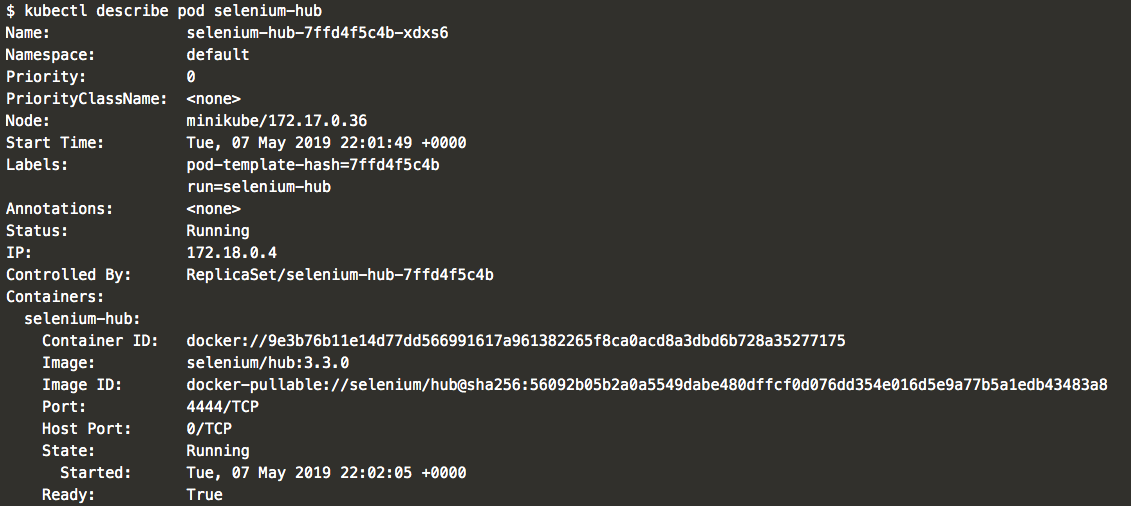 $ kubectl describe pod selenium-hub
Name:               selenium-hub-7ffd4f5c4b-xdxs6
Namespace:          default
Priority:           0
PriorityClassName:  <none>
Node:               minikube/172.17.0.36
Start Time:         Tue, 07 May 2019 22:01:49 +0000
Labels:             pod-template-hash=7ffd4f5c4b
                    run=selenium-hub
Annotations:        <none>
Status:             Running
IP:                 172.18.0.4
Controlled By:      ReplicaSet/selenium-hub-7ffd4f5c4b
Containers:
  selenium-hub:
    Container ID:   docker://9e3b76b11e14d77dd566991617a961382265f8ca0acd8a3dbd6b728a35277175
    Image:          selenium/hub:3.3.0
    Image ID:       docker-pullable://selenium/hub@sha256:56092b05b2a0a5549dabe480dffcf0d076dd354e016d5e9a77b5a1edb43483a8
    Port:           4444/TCP
    Host Port:      0/TCP
    State:          Running
      Started:      Tue, 07 May 2019 22:02:05 +0000
    Ready:          True